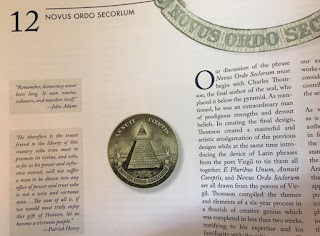 12
NOVUS ORDO SECORLUM
NOVUS ORDO SEC
"Remember, democracy never
lasts long. It soon wastes,
exhausts, and murders itself."
—John Adams
"He therefore is the truest
friend to the liberty of this
country who tries most to
promote its virtue, and who,
so far as his power and influ-
ence extend, will not suffer
a man to be chosen into any
office of power and trust who
is not a wise and virtuous
man... The sum of all is, if
we would most truly enjoy
this gift of Heaven, let us
become a virtuous people."
—Patrick Henry
ANNUIT CŒPTIS
Our discussion of the phrase
Novus Ordo Seclorum must
begin with Charles Thom-
son, the final author of the seal, who
placed it below the pyramid. As men-
tioned, he was an extraordinary man
of prodigious strengths and devout
beliefs. In creating the final design,
Thomson created a masterful and
artistic amalgamation of the previous
designs while at the same time intro-
ducing the device of Latin phrases
from the poet Virgil to tie them all
together. E Pluribus Unum, Annuit
Coeptis, and Novus Ordo Seclorum
are all drawn from the poems of Vir-
gil. Thomson compiled the themes
and elements of a six-year process in
a flourish of creative genius which
was completed in less than two weeks,
testifying to his expertise and his
familiarity with the